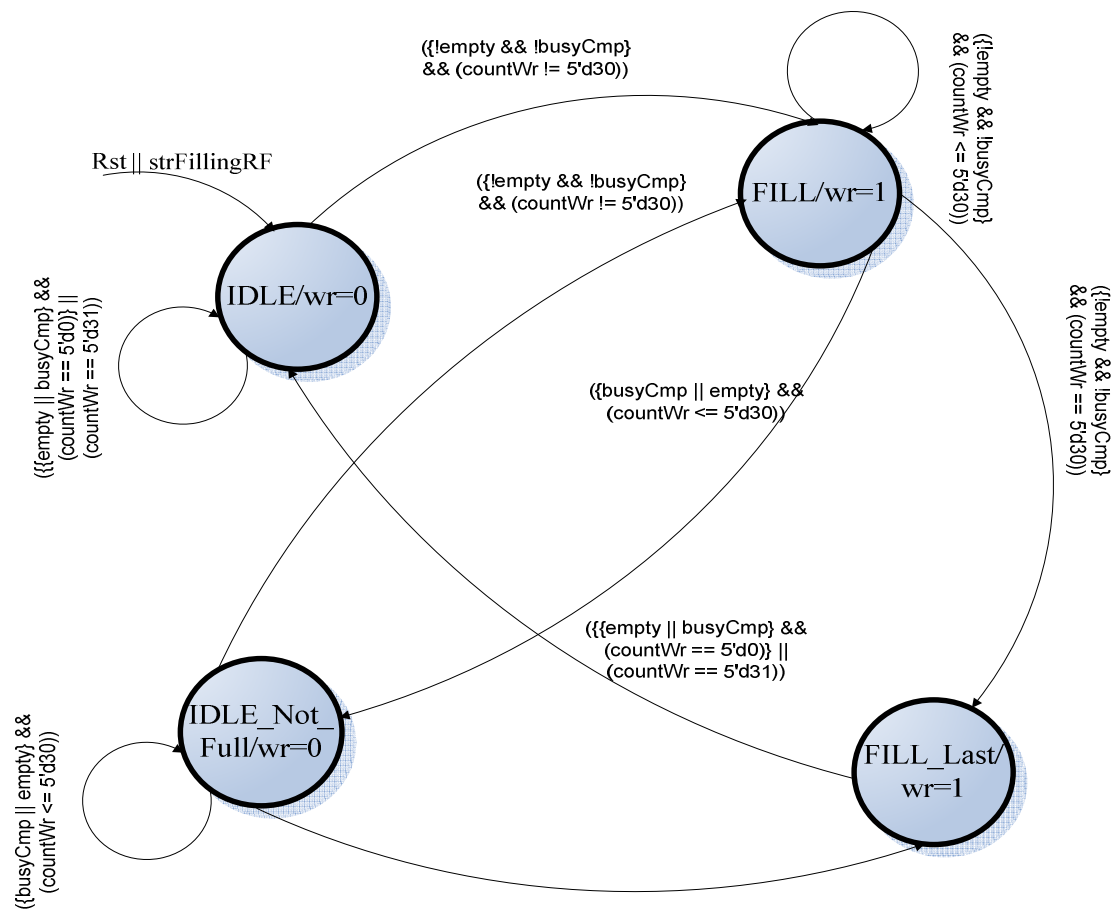 ({!empty && !busyCmp}
&& (countWr != 5'd30))
({!empty && !busyCmp}
&& (countWr <= 5'd30))
Rst || strFillingRF
({!empty && !busyCmp}
&& (countWr != 5'd30))
FILL/wr=1
IDLE/wr=0
({{empty || busyCmp} &&
(countWr == 5'd0)} ||
(countWr == 5'd31))
({!empty && !busyCmp}
&& (countWr == 5'd30))
({busyCmp || empty} &&
(countWr <= 5'd30))
({{empty || busyCmp} &&
(countWr == 5'd0)} ||
(countWr == 5'd31))
IDLE_Not_
Full/wr=0
FILL_Last/
wr=1
({busyCmp || empty} &&
(countWr <= 5'd30))